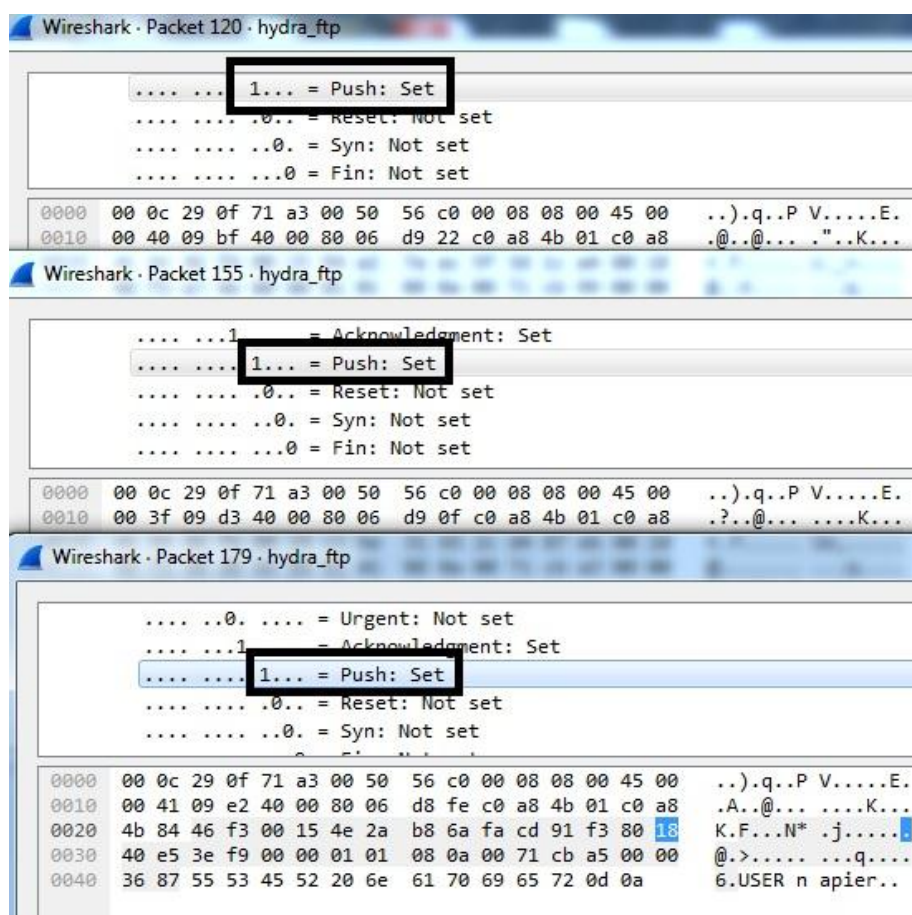 Wireshark · Packet 120 · hydra_ftp
.... .... 1... = Push: Set
.... .... .0.. = Reset: Not set
.... .... ..0. = Syn: Not set
.... .... ...0 = Fin: Not set
0000 00 0c 29 0f 71 a3 00 50 56 c0 00 08 08 00 45 00 ..).q..P V.....E.
0010 00 40 09 bf 40 00 80 06 d9 22 c0 a8 4b 01 c0 a8 .@..@... ."..K...
Wireshark · Packet 155 · hydra_ftp
.... ...1 .... = Acknowledgment: Set
.... .... 1... = Push: Set
.... .... .0.. = Reset: Not set
.... .... ..0. = Syn: Not set
.... .... ...0 = Fin: Not set
0000 00 0c 29 0f 71 a3 00 50 56 c0 00 08 08 00 45 00 ..).q..P V.....E.
0010 00 3f 09 d3 40 00 80 06 d9 0f c0 a8 4b 01 c0 a8 .?..@... ....K...
Wireshark · Packet 179 · hydra_ftp
.... ..0. .... = Urgent: Not set
.... ...1 .... = Acknowledgment: Set
.... .... 1... = Push: Set
.... .... .0.. = Reset: Not set
.... .... ..0. = Syn: Not set
0000 00 0c 29 0f 71 a3 00 50 56 c0 00 08 08 00 45 00 ..).q..P V.....E.
0010 00 41 09 e2 40 00 80 06 d8 fe c0 a8 4b 01 c0 a8 .A..@... ....K...
0020 4b 84 46 f3 00 15 4e 2a b8 6a fa cd 91 f3 80 18 K.F...N* .j......
0030 40 e5 3e f9 00 00 01 01 08 0a 00 71 cb a5 00 00 @.>..... ...q....
0040 36 87 55 53 45 52 20 6e 61 70 69 65 72 0d 0a 6.USER n apier..